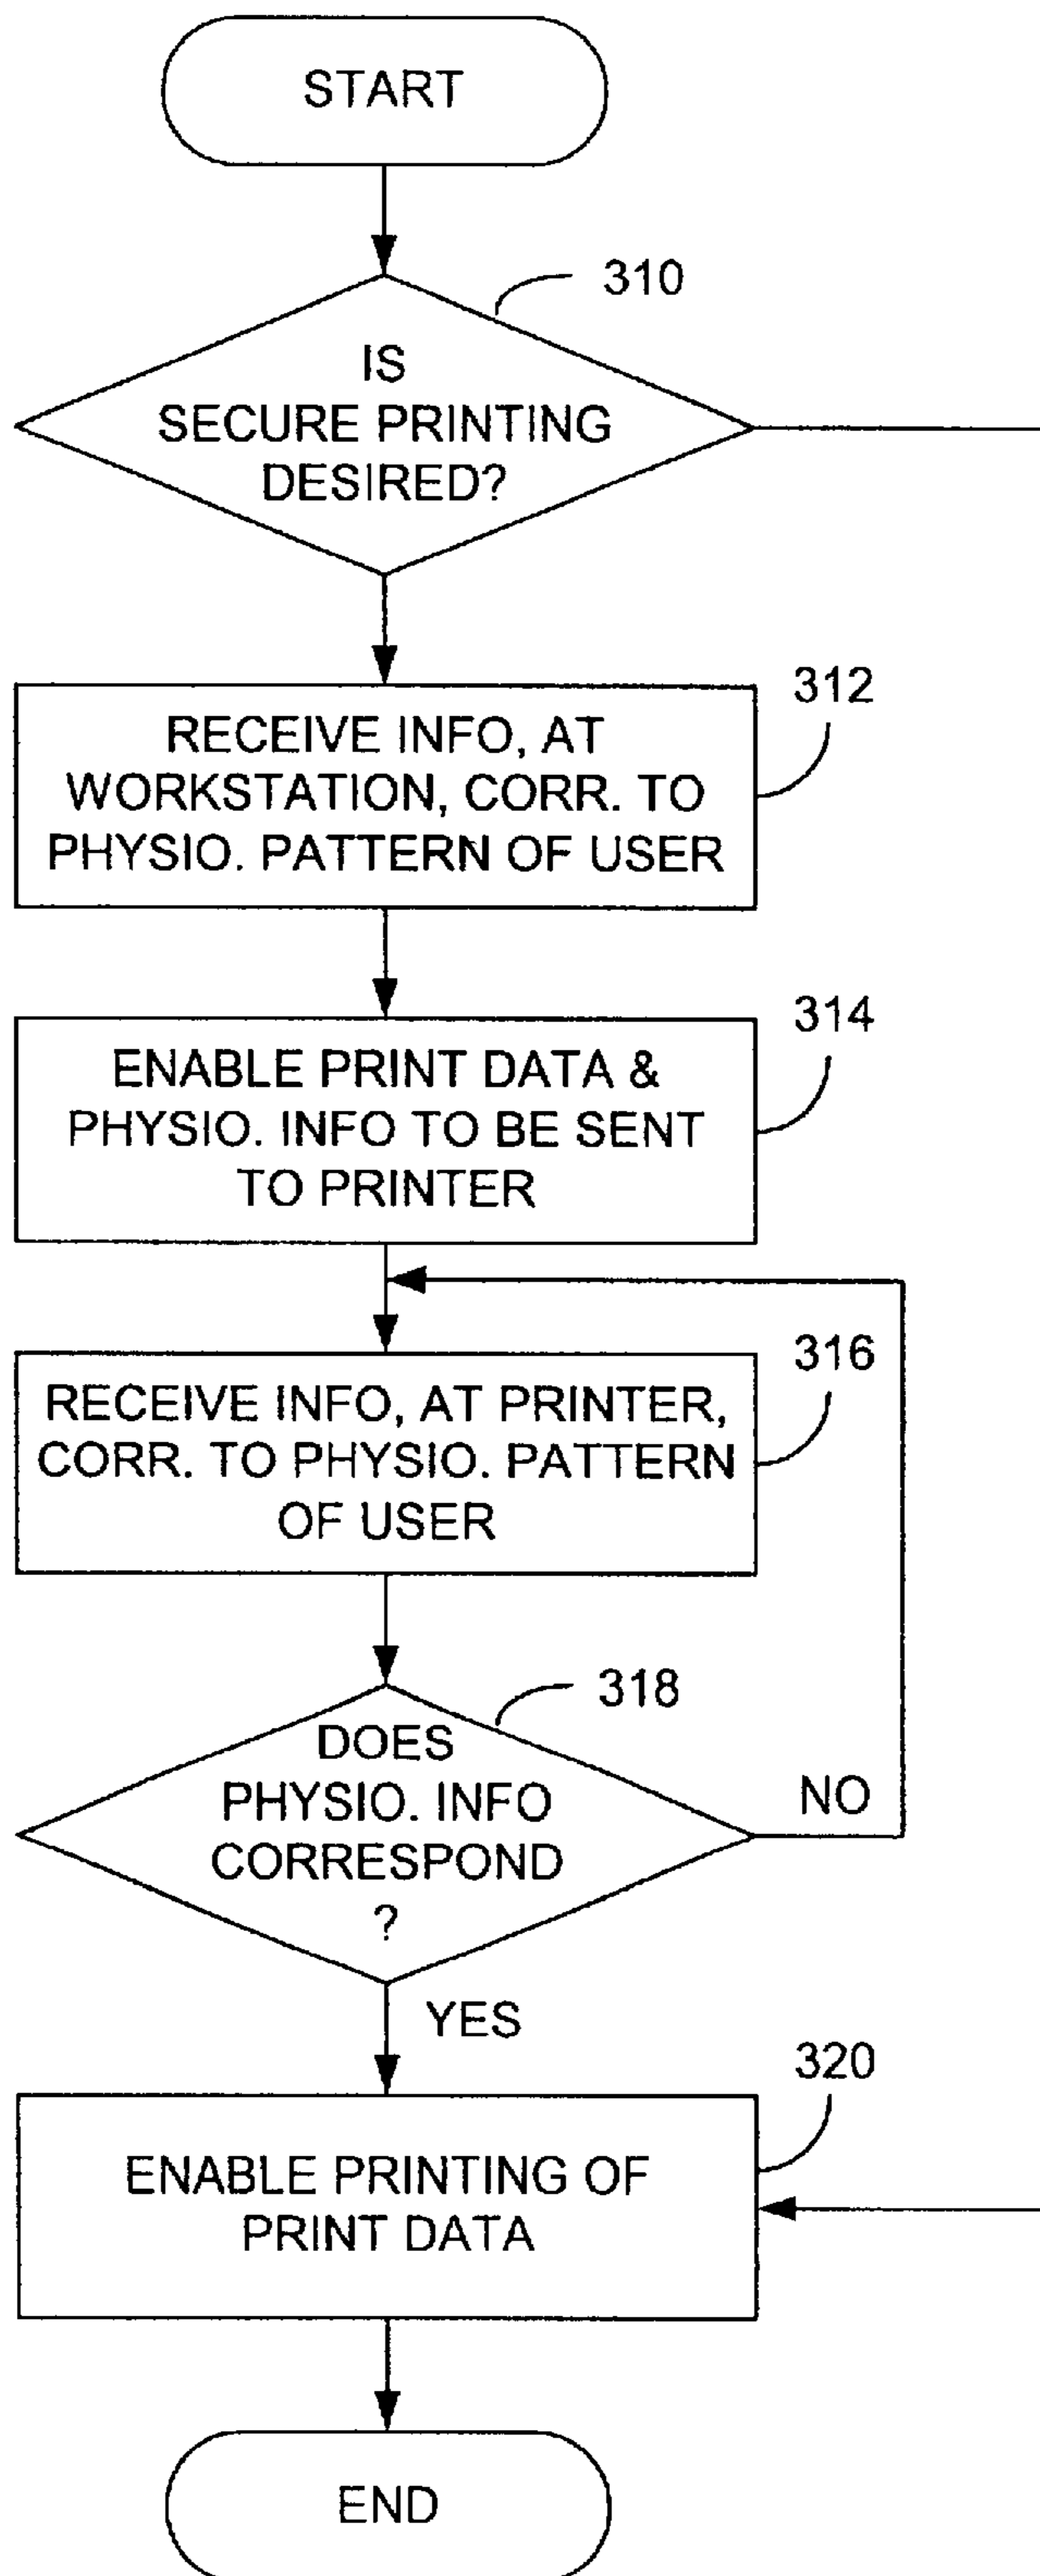 START
310
IS
SECURE PRINTING
DESIRED?
312
RECEIVE INFO, AT
WORKSTATION, CORR. TO
PHYSIO. PATTERN OF USER
314
ENABLE PRINT DATA &
PHYSIO. INFO TO BE SENT
TO PRINTER
316
RECEIVE INFO, AT PRINTER,
CORR. TO PHYSIO. PATTERN
OF USER
318
DOES
PHYSIO. INFO
CORRESPOND
?
NO
YES
320
ENABLE PRINTING OF
PRINT DATA
END